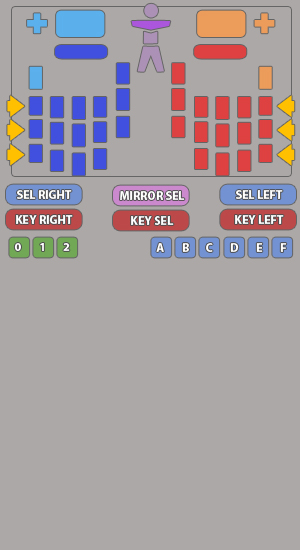 SEL RIGHT MIRROR SEL SEL LEFT
KEY RIGHT KEY SEL KEY LEFT
0 1 2 A B C D E F